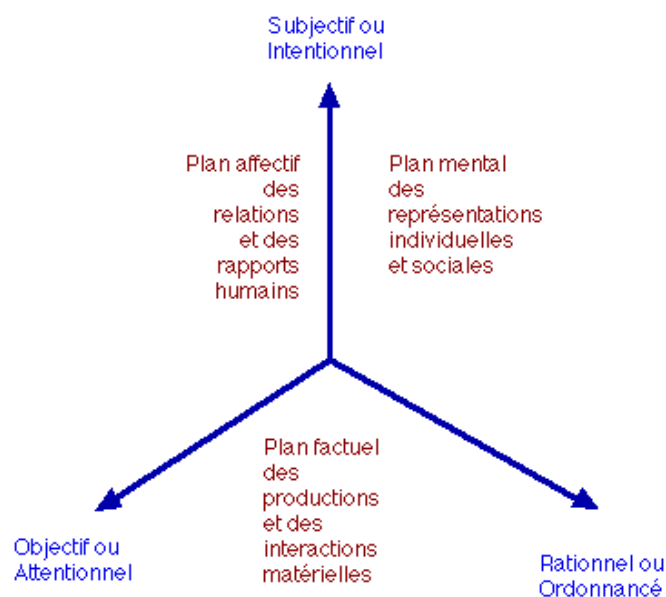 Subjectif ou
Intentionnel
Plan affectif
des
relations
et des
rapports
humains
Plan mental
des
représentations
individuelles
et sociales
Plan factuel
des
productions
et des
interactions
matérielles
Objectif ou
Attentionnel
Rationnel ou
Ordonnancé